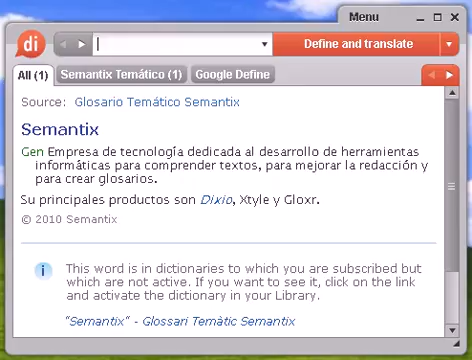 Menu
di
Define and translate
All (1)
Semantix Temático (1)
Google Define
Source: Glosario Temático Semantix
Semantix
Gen Empresa de tecnología dedicada al desarrollo de herramientas
informáticas para comprender textos, para mejorar la redacción y
para crear glosarios.
Su principales productos son Dixio, Xtyle y Gloxr.
© 2010 Semantix
i This word is in dictionaries to which you are subscribed but
which are not active. If you want to see it, click on the link
and activate the dictionary in your Library.
"Semantix" - Glossari Temàtic Semantix